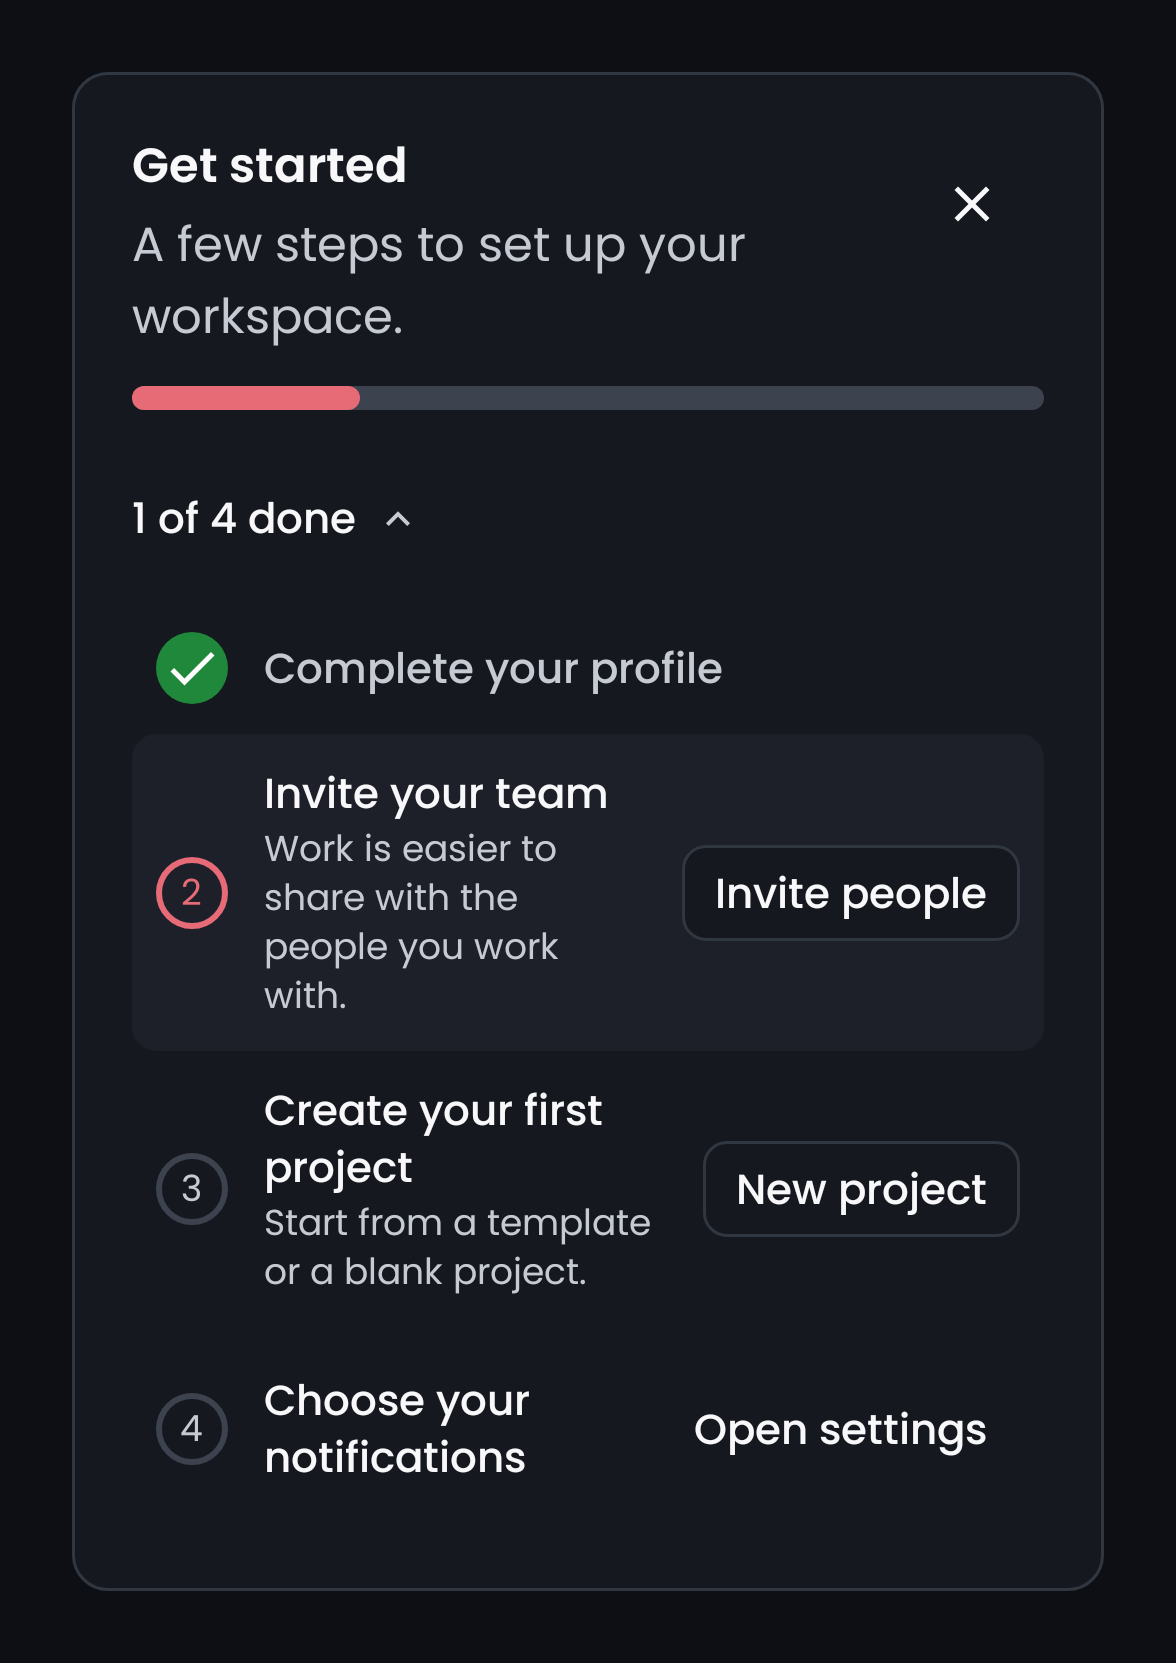 Get started
A few steps to set up your
workspace.
1 of 4 done
Complete your profile
2
Invite your team
Work is easier to
share with the
people you work
with.
Invite people
3
Create your first
project
Start from a template
or a blank project.
New project
4
Choose your
notifications
Open settings